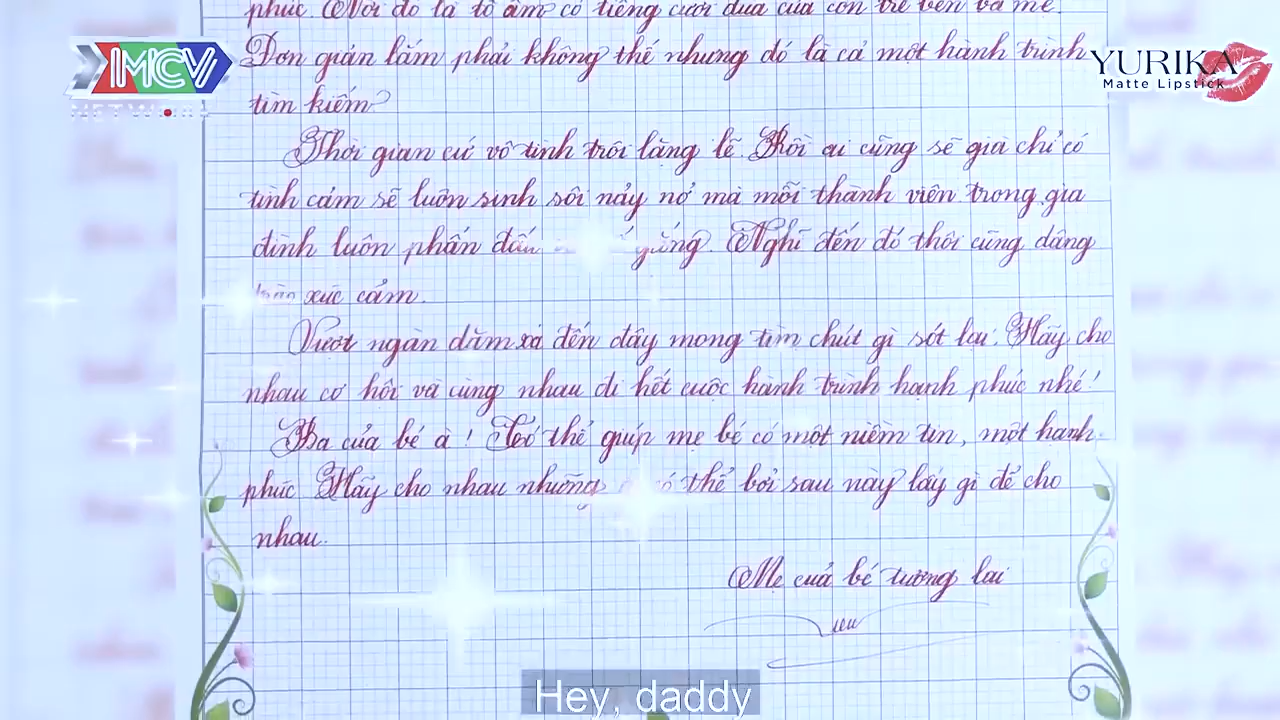 phúc. Nơi đó là tổ ấm có tiếng cười đùa của con trẻ bên ba mẹ.
Đơn giản lắm phải không thế nhưng đó là cả một hành trình
tìm kiếm?
Thời gian cứ vô tình trôi lặng lẽ. Rồi ai cũng sẽ già chỉ có
tình cảm sẽ luôn sinh sôi nảy nở mà mỗi thành viên trong gia
đình luôn phấn đấu gắng. Nghĩ đến đó thôi cũng dâng
trào xúc cảm.
Vượt ngàn dặm xa đến đây mong tìm chút gì sót lại. Hãy cho
nhau cơ hội và cùng nhau đi hết cuộc hành trình hạnh phúc nhé!
Ba của bé à! Có thể giúp mẹ bé có một niềm tin, một hạnh
phúc. Hãy cho nhau những có thể bởi sau này lấy gì để cho
nhau.
Mẹ của bé tương lai
MCV
NETWORK
YURIKA
Matte Lipstick
Hey, daddy